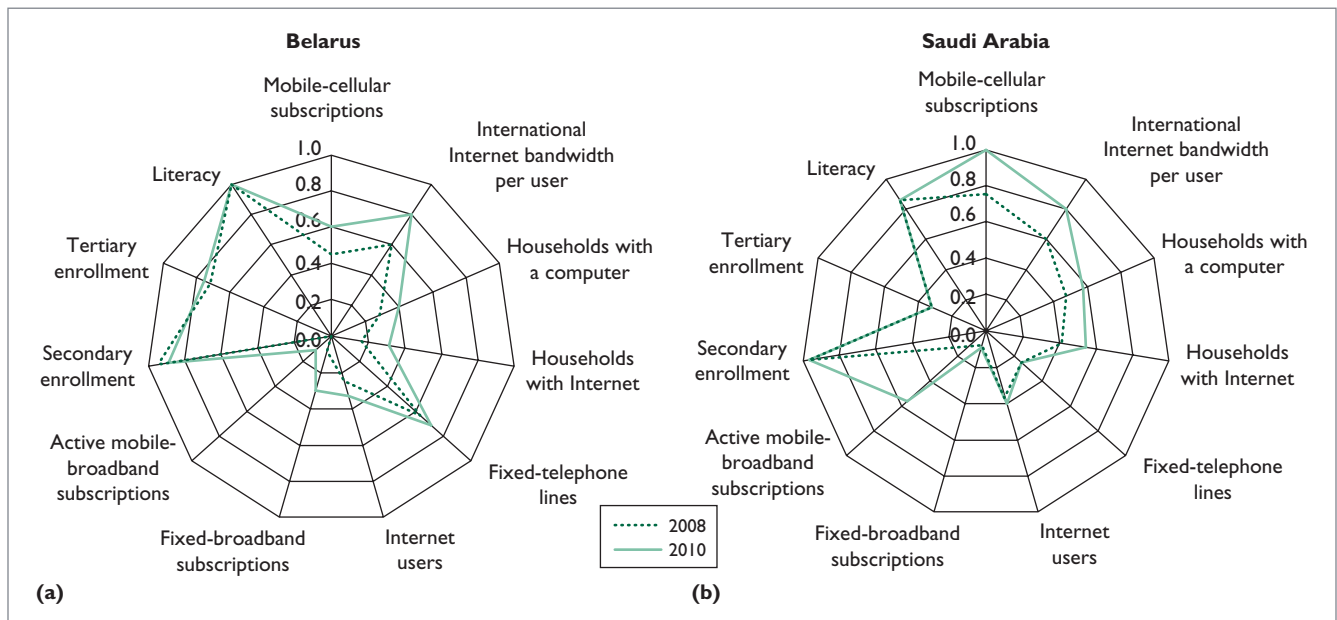 Belarus
Mobile-cellular
subscriptions
International
Internet bandwidth
per user
Households with
a computer
Households
with Internet
Fixed-telephone
lines
Internet
users
Fixed-broadband
subscriptions
Active mobile-
broadband
subscriptions
Secondary
enrollment
Tertiary
enrollment
Literacy
1.0
0.8
0.6
0.4
0.2
0.0
(a)
2008
2010
Saudi Arabia
Mobile-cellular
subscriptions
International
Internet bandwidth
per user
Households with
a computer
Households
with Internet
Fixed-telephone
lines
Internet
users
Fixed-broadband
subscriptions
Active mobile-
broadband
subscriptions
Secondary
enrollment
Tertiary
enrollment
Literacy
1.0
0.8
0.6
0.4
0.2
0.0
(b)